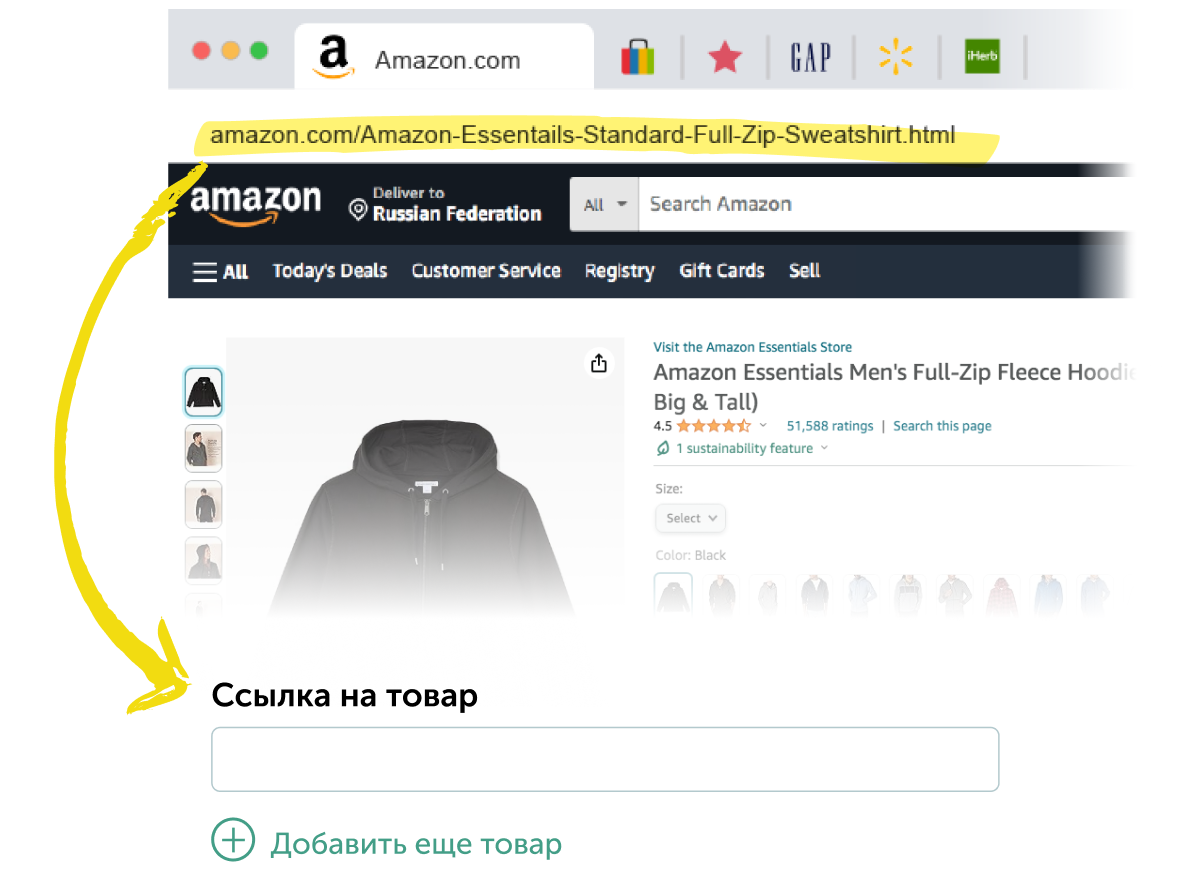 a Amazon.com GAP iHerb
amazon.com/Amazon-Essentails-Standard-Full-Zip-Sweatshirt.html
amazon
Deliver to
Russian Federation
All
Search Amazon
All Today's Deals Customer Service Registry Gift Cards Sell
Visit the Amazon Essentials Store
Amazon Essentials Men's Full-Zip Fleece Hoodie
Big & Tall)
4.5 51,588 ratings | Search this page
1 sustainability feature
Size:
Select
Color: Black
Ссылка на товар
Добавить еще товар